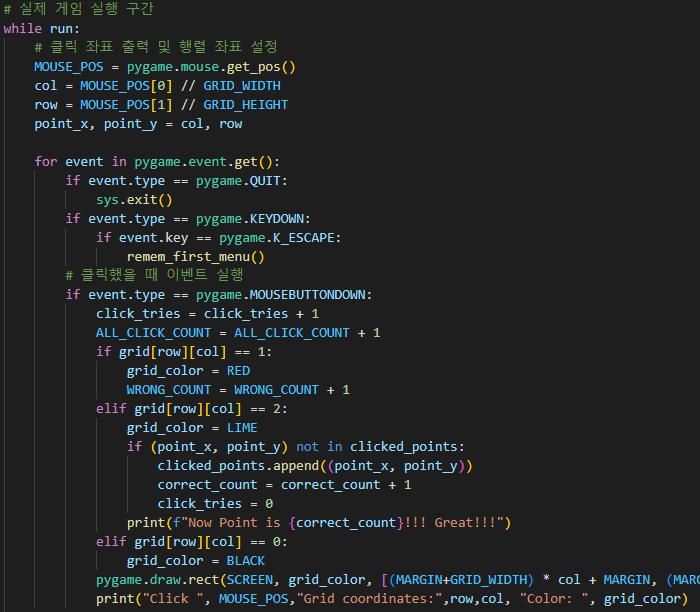 # 실제 게임 실행 구간
while run:
    # 클릭 좌표 출력 및 행렬 좌표 설정
    MOUSE_POS = pygame.mouse.get_pos()
    col = MOUSE_POS[0] // GRID_WIDTH
    row = MOUSE_POS[1] // GRID_HEIGHT
    point_x, point_y = col, row
    for event in pygame.event.get():
        if event.type == pygame.QUIT:
            sys.exit()
        if event.type == pygame.KEYDOWN:
            if event.key == pygame.K_ESCAPE:
                remem_first_menu()
        # 클릭했을 때 이벤트 실행
        if event.type == pygame.MOUSEBUTTONDOWN:
            click_tries = click_tries + 1
            ALL_CLICK_COUNT = ALL_CLICK_COUNT + 1
            if grid[row][col] == 1:
                grid_color = RED
                WRONG_COUNT = WRONG_COUNT + 1
            elif grid[row][col] == 2:
                grid_color = LIME
                if (point_x, point_y) not in clicked_points:
                    clicked_points.append((point_x, point_y))
                    correct_count = correct_count + 1
                    click_tries = 0
                print(f"Now Point is {correct_count}!!! Great!!!")
            elif grid[row][col] == 0:
                grid_color = BLACK
            pygame.draw.rect(SCREEN, grid_color, [(MARGIN+GRID_WIDTH) * col + MARGIN, (MARG
            print("Click ", MOUSE_POS,"Grid coordinates:",row,col, "Color: ", grid_color)